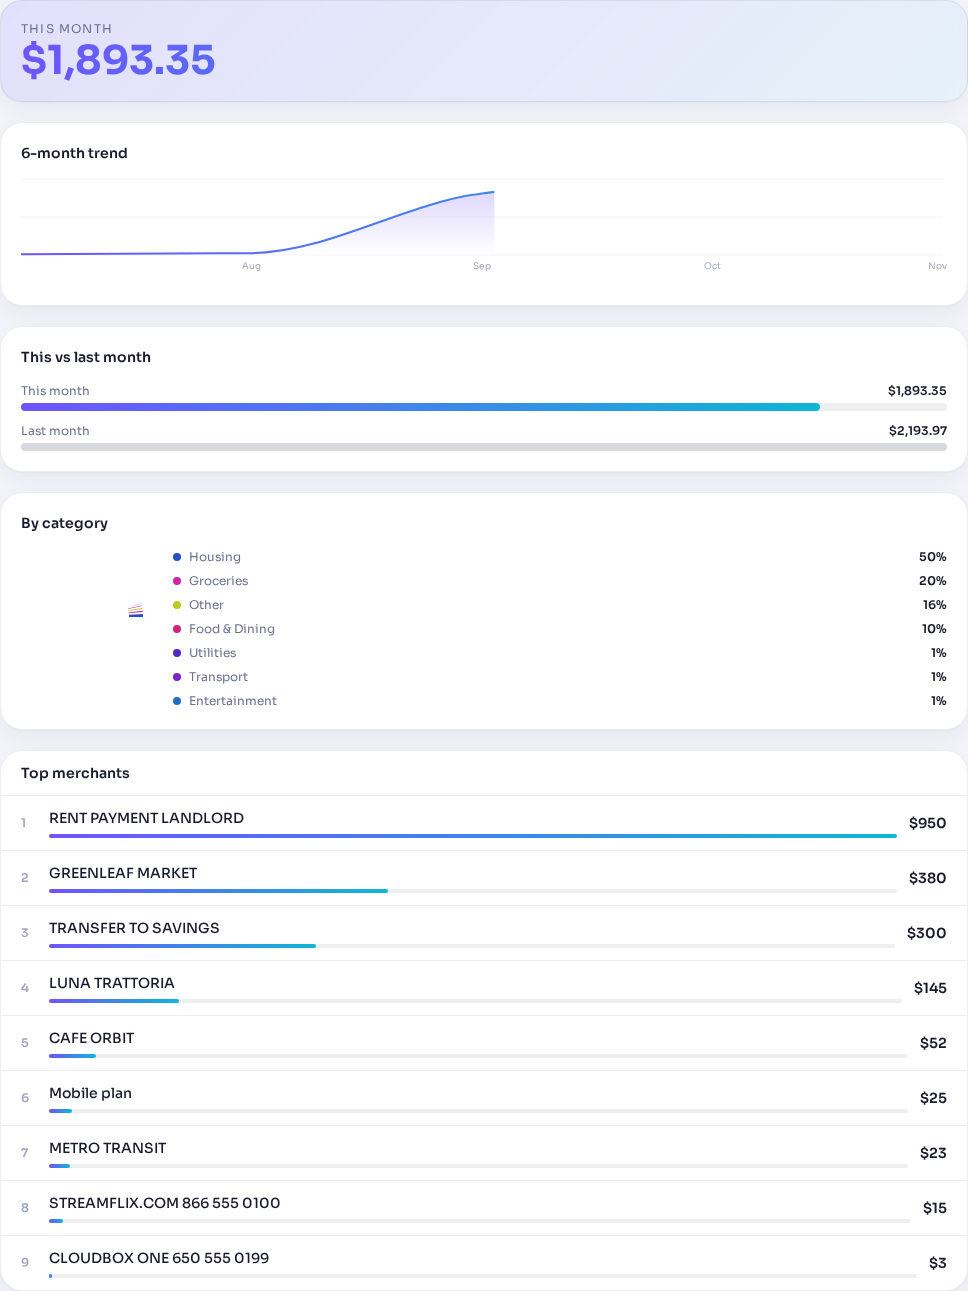 THIS MONTH
$1,893.35
6-month trend
Aug Sep Oct Nov
This vs last month
This month $1,893.35
Last month $2,193.97
By category
Housing 50%
Groceries 20%
Other 16%
Food & Dining 10%
Utilities 1%
Transport 1%
Entertainment 1%
Top merchants
1 RENT PAYMENT LANDLORD $950
2 GREENLEAF MARKET $380
3 TRANSFER TO SAVINGS $300
4 LUNA TRATTORIA $145
5 CAFE ORBIT $52
6 Mobile plan $25
7 METRO TRANSIT $23
8 STREAMFLIX.COM 866 555 0100 $15
9 CLOUDBOX ONE 650 555 0199 $3